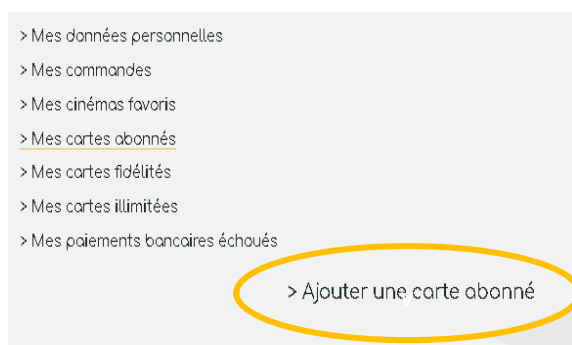 > Mes données personnelles
> Mes commandes
> Mes cinémas favoris
> Mes cartes abonnés
> Mes cartes fidélités
> Mes cartes illimitées
> Mes paiements bancaires échoués
> Ajouter une carte abonné